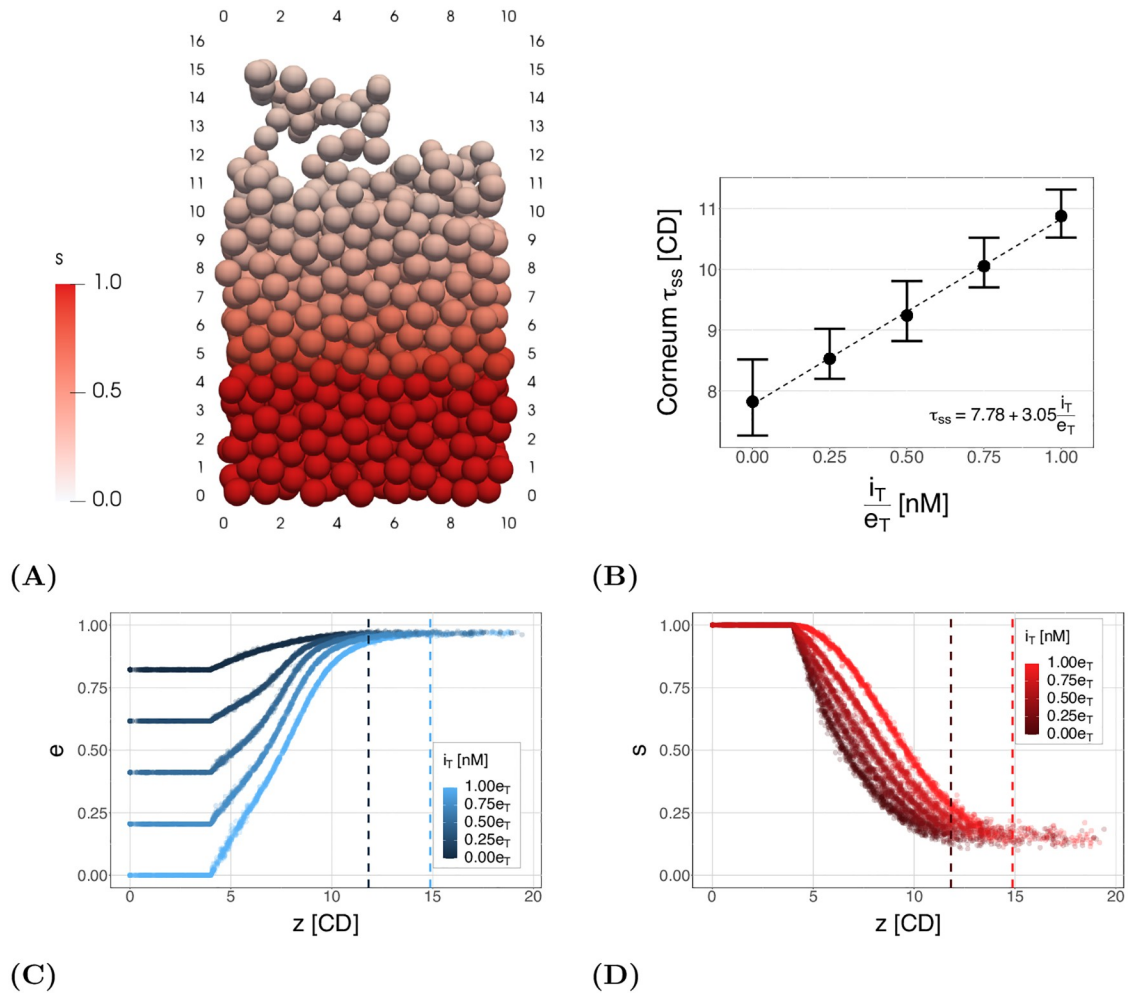 0 2 4 6 8 10
16 16
15 15
14 14
13 13
12 12
11 11
10 10
9 9
8 8
7 7
6 6
5 5
4 4
3 3
2 2
1 1
0 0
0 2 4 6 8 10
s
1.0
0.5
0.0
(A)
Corneum τss [CD]
11
10
9
8
τss = 7.78 + 3.05 iT/eT
0.00 0.25 0.50 0.75 1.00
iT/eT [nM]
(B)
e
1.00
0.75
0.50
0.25
0.00
iT [nM]
1.00eT
0.75eT
0.50eT
0.25eT
0.00eT
0 5 10 15 20
z [CD]
(C)
s
1.00
0.75
0.50
0.25
0.00
iT [nM]
1.00eT
0.75eT
0.50eT
0.25eT
0.00eT
0 5 10 15 20
z [CD]
(D)